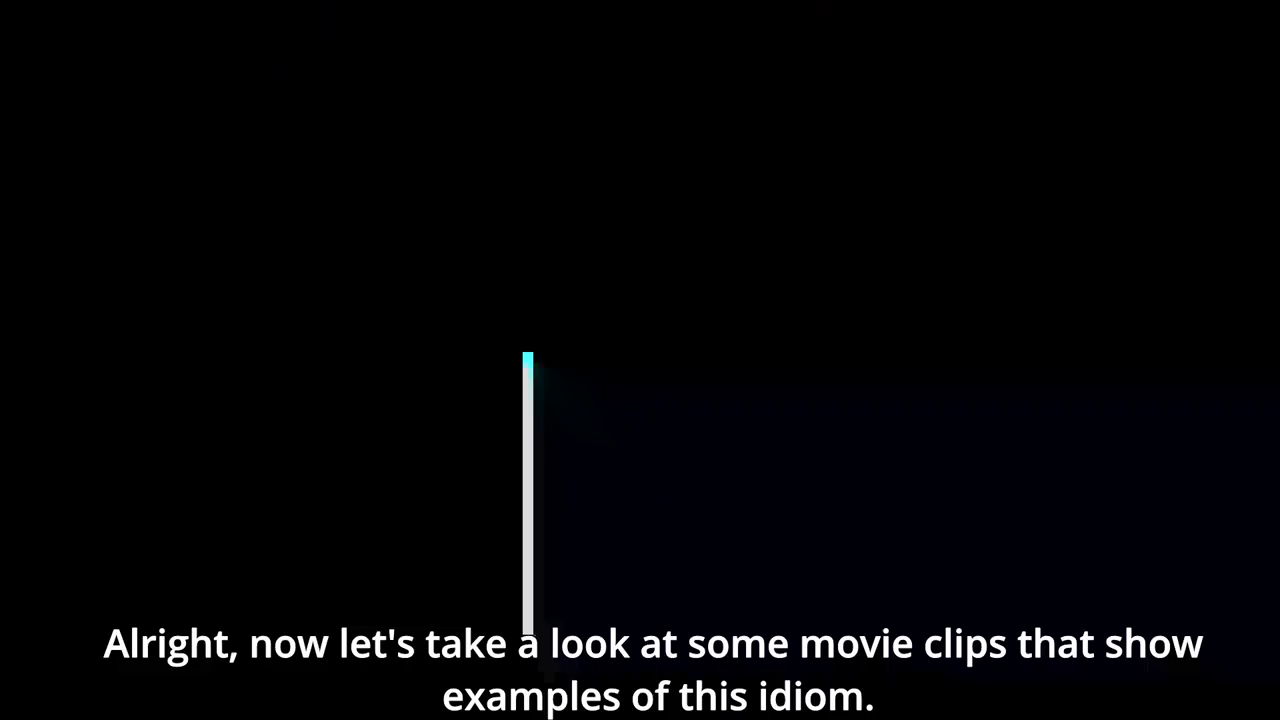 Alright, now let's take a look at some movie clips that show
examples of this idiom.